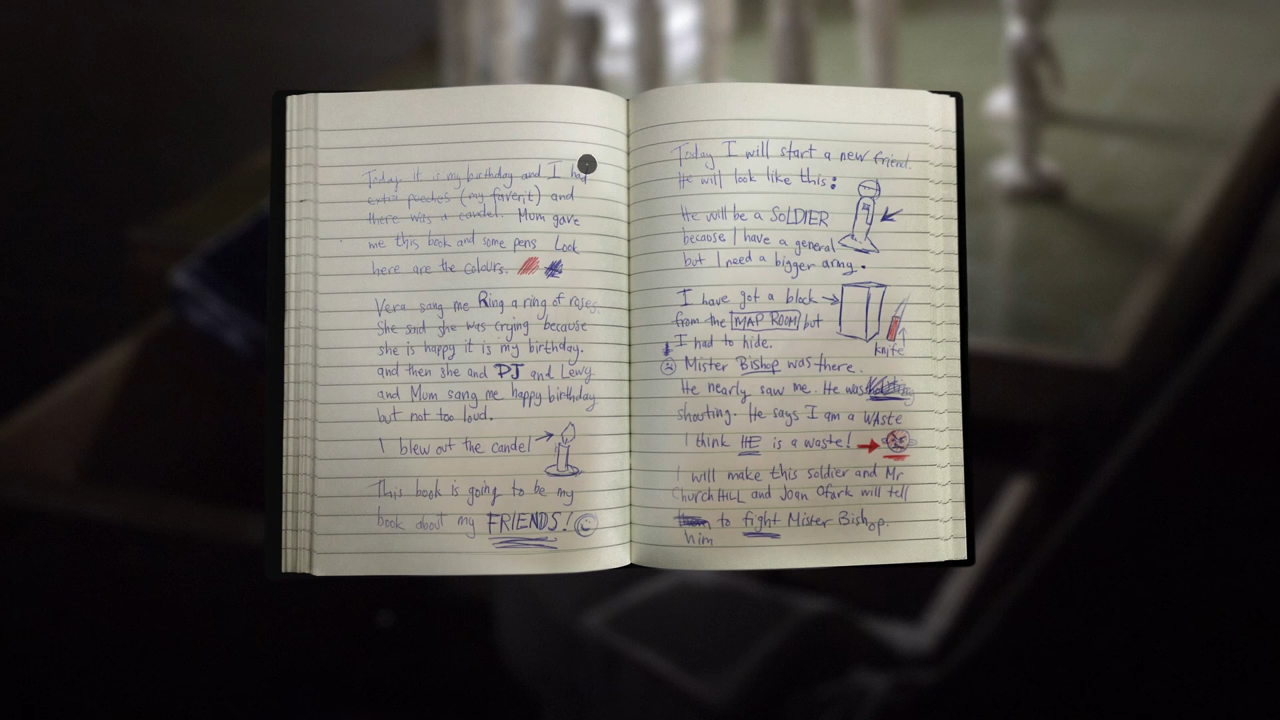 Today it is my birthday and I had
extra peaches (my faverit) and
there was a candel. Mum gave
me this book and some pens Look
here are the colours.
Vera sang me Ring a ring of roses.
She said she was crying because
she is happy it is my birthday.
and then she and PJ and Lewy
and Mum sang me happy birthday
but not too loud.
I blew out the candel
This book is going to be my
book about my FRIENDS!
Today I will start a new friend.
He will look like this:
He will be a SOLDIER
because I have a general
but I need a bigger army.
I have got a block
from the MAP ROOM but
I had to hide.
knife
Mister Bishop was there.
He nearly saw me. He was
shouting. He says I am a WAste
I think HE is a waste!
I will make this soldier and Mr
ChurchHILL and Joan Ofark will tell
to fight Mister Bishop.
him